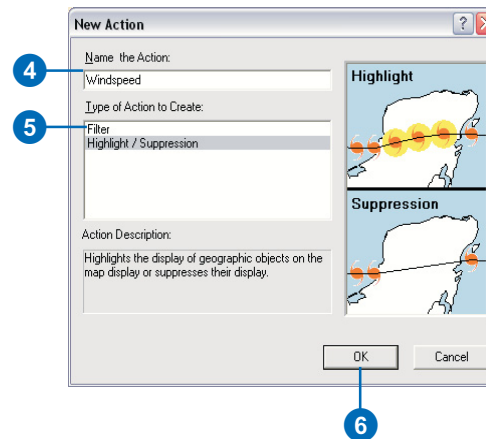 New Action
?
Name the Action:
4
Windspeed
Type of Action to Create:
5
Filter
Highlight / Suppression
Action Description:
Highlights the display of geographic objects on the
map display or suppresses their display.
Highlight
Suppression
OK
Cancel
6